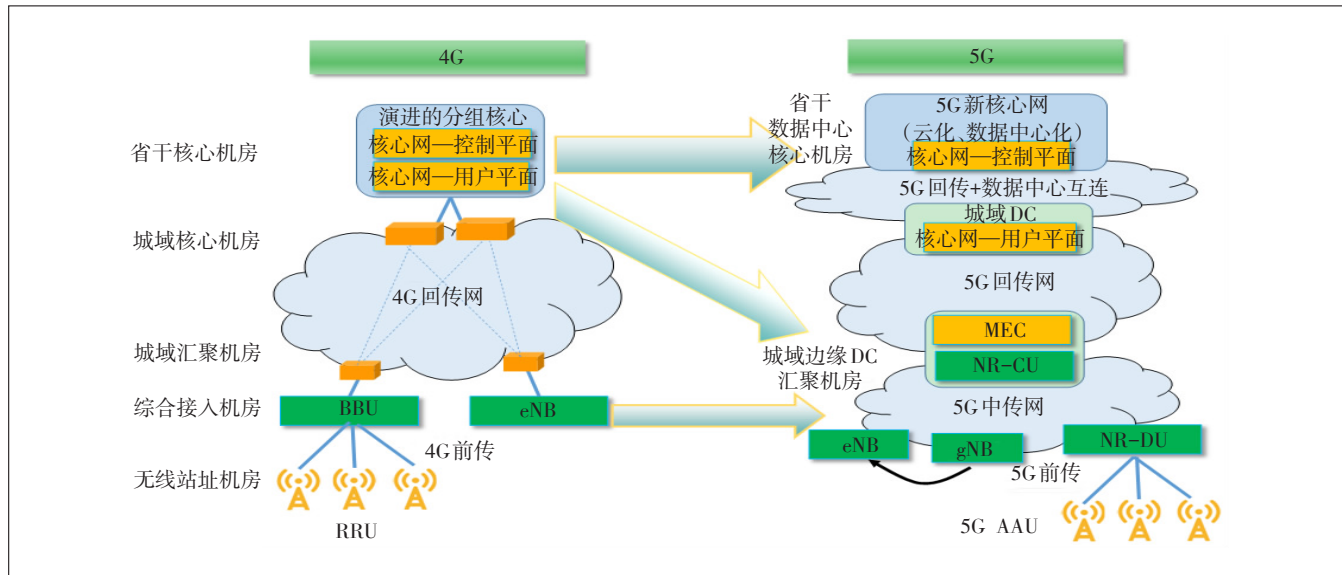 4G
5G
省干核心机房
城域核心机房
城域汇聚机房
综合接入机房
无线站址机房
演进的分组核心
核心网—控制平面
核心网—用户平面
4G回传网
BBU
eNB
4G前传
RRU
省干
数据中心
核心机房
5G新核心网
（云化、数据中心化）
核心网—控制平面
5G回传+数据中心互连
城域DC
核心网—用户平面
5G回传网
城域边缘DC
汇聚机房
MEC
NR-CU
5G中传网
eNB
gNB
NR-DU
5G前传
5G AAU